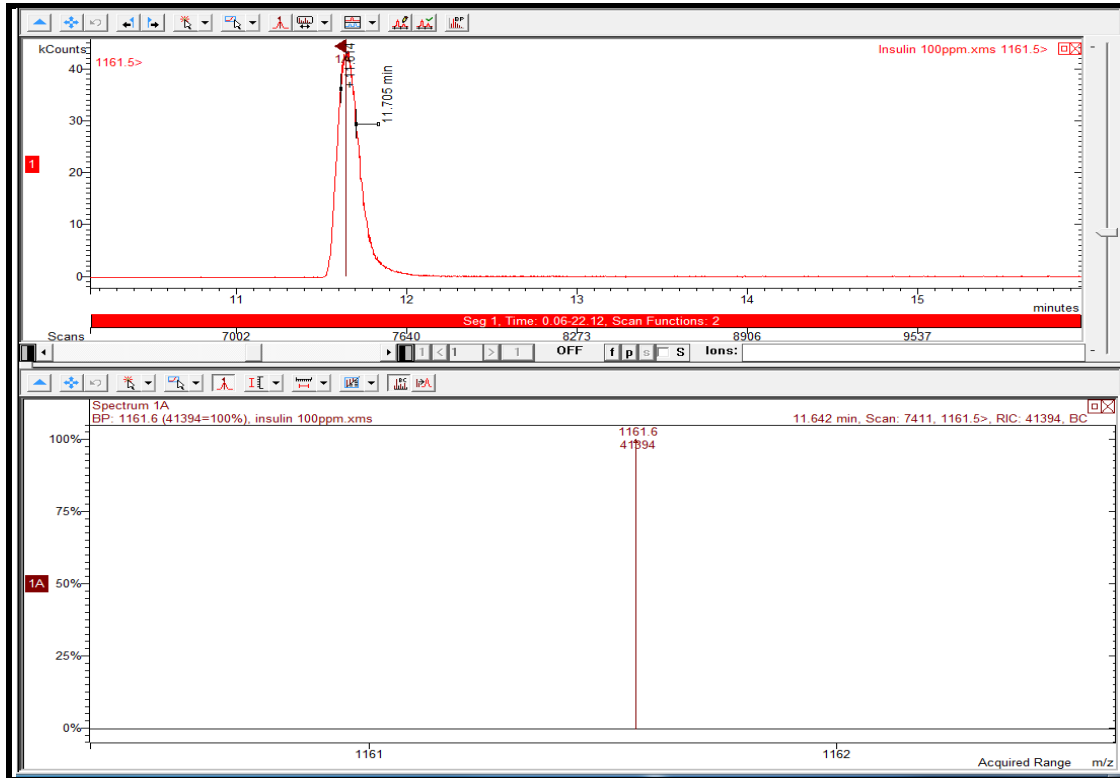 kCounts
1161.5>
Insulin 100ppm.xms 1161.5>
40
30
20
10
0
1
11.705 min
11 12 13 14 15
minutes
Seg 1, Time: 0.06-22.12, Scan Functions: 2
Scans 7002 7640 8273 8906 9537
1 < 1 > 1 OFF f p s S Ions:
Spectrum 1A
BP: 1161.6 (41394=100%), insulin 100ppm.xms
11.642 min, Scan: 7411, 1161.5>, RIC: 41394, BC
1161.6
41394
100%
75%
50%
25%
0%
1A
1161 1162
Acquired Range m/z